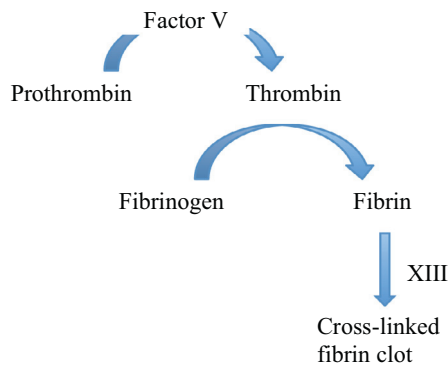 Factor V
Prothrombin
Thrombin
Fibrinogen
Fibrin
XIII
Cross-linked
fibrin clot